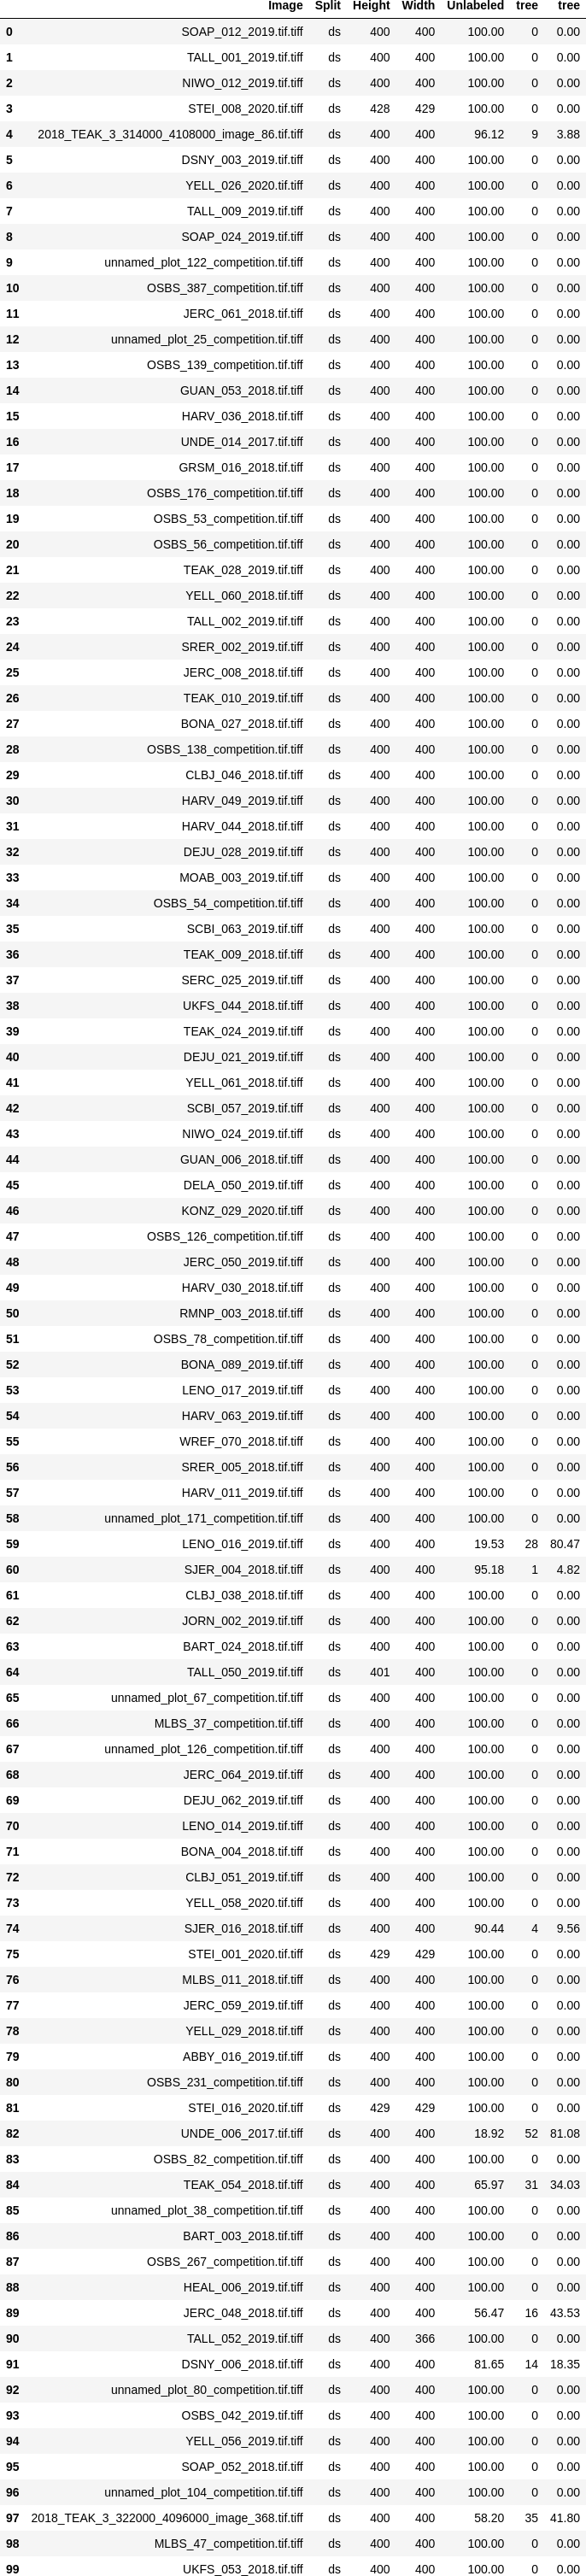 Image Split Height Width Unlabeled tree tree
0 SOAP_012_2019.tif.tiff ds 400 400 100.00 0 0.00
1 TALL_001_2019.tif.tiff ds 400 400 100.00 0 0.00
2 NIWO_012_2019.tif.tiff ds 400 400 100.00 0 0.00
3 STEI_008_2020.tif.tiff ds 428 429 100.00 0 0.00
4 2018_TEAK_3_314000_4108000_image_86.tif.tiff ds 400 400 96.12 9 3.88
5 DSNY_003_2019.tif.tiff ds 400 400 100.00 0 0.00
6 YELL_026_2020.tif.tiff ds 400 400 100.00 0 0.00
7 TALL_009_2019.tif.tiff ds 400 400 100.00 0 0.00
8 SOAP_024_2019.tif.tiff ds 400 400 100.00 0 0.00
9 unnamed_plot_122_competition.tif.tiff ds 400 400 100.00 0 0.00
10 OSBS_387_competition.tif.tiff ds 400 400 100.00 0 0.00
11 JERC_061_2018.tif.tiff ds 400 400 100.00 0 0.00
12 unnamed_plot_25_competition.tif.tiff ds 400 400 100.00 0 0.00
13 OSBS_139_competition.tif.tiff ds 400 400 100.00 0 0.00
14 GUAN_053_2018.tif.tiff ds 400 400 100.00 0 0.00
15 HARV_036_2018.tif.tiff ds 400 400 100.00 0 0.00
16 UNDE_014_2017.tif.tiff ds 400 400 100.00 0 0.00
17 GRSM_016_2018.tif.tiff ds 400 400 100.00 0 0.00
18 OSBS_176_competition.tif.tiff ds 400 400 100.00 0 0.00
19 OSBS_53_competition.tif.tiff ds 400 400 100.00 0 0.00
20 OSBS_56_competition.tif.tiff ds 400 400 100.00 0 0.00
21 TEAK_028_2019.tif.tiff ds 400 400 100.00 0 0.00
22 YELL_060_2018.tif.tiff ds 400 400 100.00 0 0.00
23 TALL_002_2019.tif.tiff ds 400 400 100.00 0 0.00
24 SRER_002_2019.tif.tiff ds 400 400 100.00 0 0.00
25 JERC_008_2018.tif.tiff ds 400 400 100.00 0 0.00
26 TEAK_010_2019.tif.tiff ds 400 400 100.00 0 0.00
27 BONA_027_2018.tif.tiff ds 400 400 100.00 0 0.00
28 OSBS_138_competition.tif.tiff ds 400 400 100.00 0 0.00
29 CLBJ_046_2018.tif.tiff ds 400 400 100.00 0 0.00
30 HARV_049_2019.tif.tiff ds 400 400 100.00 0 0.00
31 HARV_044_2018.tif.tiff ds 400 400 100.00 0 0.00
32 DEJU_028_2019.tif.tiff ds 400 400 100.00 0 0.00
33 MOAB_003_2019.tif.tiff ds 400 400 100.00 0 0.00
34 OSBS_54_competition.tif.tiff ds 400 400 100.00 0 0.00
35 SCBI_063_2019.tif.tiff ds 400 400 100.00 0 0.00
36 TEAK_009_2018.tif.tiff ds 400 400 100.00 0 0.00
37 SERC_025_2019.tif.tiff ds 400 400 100.00 0 0.00
38 UKFS_044_2018.tif.tiff ds 400 400 100.00 0 0.00
39 TEAK_024_2019.tif.tiff ds 400 400 100.00 0 0.00
40 DEJU_021_2019.tif.tiff ds 400 400 100.00 0 0.00
41 YELL_061_2018.tif.tiff ds 400 400 100.00 0 0.00
42 SCBI_057_2019.tif.tiff ds 400 400 100.00 0 0.00
43 NIWO_024_2019.tif.tiff ds 400 400 100.00 0 0.00
44 GUAN_006_2018.tif.tiff ds 400 400 100.00 0 0.00
45 DELA_050_2019.tif.tiff ds 400 400 100.00 0 0.00
46 KONZ_029_2020.tif.tiff ds 400 400 100.00 0 0.00
47 OSBS_126_competition.tif.tiff ds 400 400 100.00 0 0.00
48 JERC_050_2019.tif.tiff ds 400 400 100.00 0 0.00
49 HARV_030_2018.tif.tiff ds 400 400 100.00 0 0.00
50 RMNP_003_2018.tif.tiff ds 400 400 100.00 0 0.00
51 OSBS_78_competition.tif.tiff ds 400 400 100.00 0 0.00
52 BONA_089_2019.tif.tiff ds 400 400 100.00 0 0.00
53 LENO_017_2019.tif.tiff ds 400 400 100.00 0 0.00
54 HARV_063_2019.tif.tiff ds 400 400 100.00 0 0.00
55 WREF_070_2018.tif.tiff ds 400 400 100.00 0 0.00
56 SRER_005_2018.tif.tiff ds 400 400 100.00 0 0.00
57 HARV_011_2019.tif.tiff ds 400 400 100.00 0 0.00
58 unnamed_plot_171_competition.tif.tiff ds 400 400 100.00 0 0.00
59 LENO_016_2019.tif.tiff ds 400 400 19.53 28 80.47
60 SJER_004_2018.tif.tiff ds 400 400 95.18 1 4.82
61 CLBJ_038_2018.tif.tiff ds 400 400 100.00 0 0.00
62 JORN_002_2019.tif.tiff ds 400 400 100.00 0 0.00
63 BART_024_2018.tif.tiff ds 400 400 100.00 0 0.00
64 TALL_050_2019.tif.tiff ds 401 400 100.00 0 0.00
65 unnamed_plot_67_competition.tif.tiff ds 400 400 100.00 0 0.00
66 MLBS_37_competition.tif.tiff ds 400 400 100.00 0 0.00
67 unnamed_plot_126_competition.tif.tiff ds 400 400 100.00 0 0.00
68 JERC_064_2019.tif.tiff ds 400 400 100.00 0 0.00
69 DEJU_062_2019.tif.tiff ds 400 400 100.00 0 0.00
70 LENO_014_2019.tif.tiff ds 400 400 100.00 0 0.00
71 BONA_004_2018.tif.tiff ds 400 400 100.00 0 0.00
72 CLBJ_051_2019.tif.tiff ds 400 400 100.00 0 0.00
73 YELL_058_2020.tif.tiff ds 400 400 100.00 0 0.00
74 SJER_016_2018.tif.tiff ds 400 400 90.44 4 9.56
75 STEI_001_2020.tif.tiff ds 429 429 100.00 0 0.00
76 MLBS_011_2018.tif.tiff ds 400 400 100.00 0 0.00
77 JERC_059_2019.tif.tiff ds 400 400 100.00 0 0.00
78 YELL_029_2018.tif.tiff ds 400 400 100.00 0 0.00
79 ABBY_016_2019.tif.tiff ds 400 400 100.00 0 0.00
80 OSBS_231_competition.tif.tiff ds 400 400 100.00 0 0.00
81 STEI_016_2020.tif.tiff ds 429 429 100.00 0 0.00
82 UNDE_006_2017.tif.tiff ds 400 400 18.92 52 81.08
83 OSBS_82_competition.tif.tiff ds 400 400 100.00 0 0.00
84 TEAK_054_2018.tif.tiff ds 400 400 65.97 31 34.03
85 unnamed_plot_38_competition.tif.tiff ds 400 400 100.00 0 0.00
86 BART_003_2018.tif.tiff ds 400 400 100.00 0 0.00
87 OSBS_267_competition.tif.tiff ds 400 400 100.00 0 0.00
88 HEAL_006_2019.tif.tiff ds 400 400 100.00 0 0.00
89 JERC_048_2018.tif.tiff ds 400 400 56.47 16 43.53
90 TALL_052_2019.tif.tiff ds 400 366 100.00 0 0.00
91 DSNY_006_2018.tif.tiff ds 400 400 81.65 14 18.35
92 unnamed_plot_80_competition.tif.tiff ds 400 400 100.00 0 0.00
93 OSBS_042_2019.tif.tiff ds 400 400 100.00 0 0.00
94 YELL_056_2019.tif.tiff ds 400 400 100.00 0 0.00
95 SOAP_052_2018.tif.tiff ds 400 400 100.00 0 0.00
96 unnamed_plot_104_competition.tif.tiff ds 400 400 100.00 0 0.00
97 2018_TEAK_3_322000_4096000_image_368.tif.tiff ds 400 400 58.20 35 41.80
98 MLBS_47_competition.tif.tiff ds 400 400 100.00 0 0.00
99 UKFS_053_2018.tif.tiff ds 400 400 100.00 0 0.00